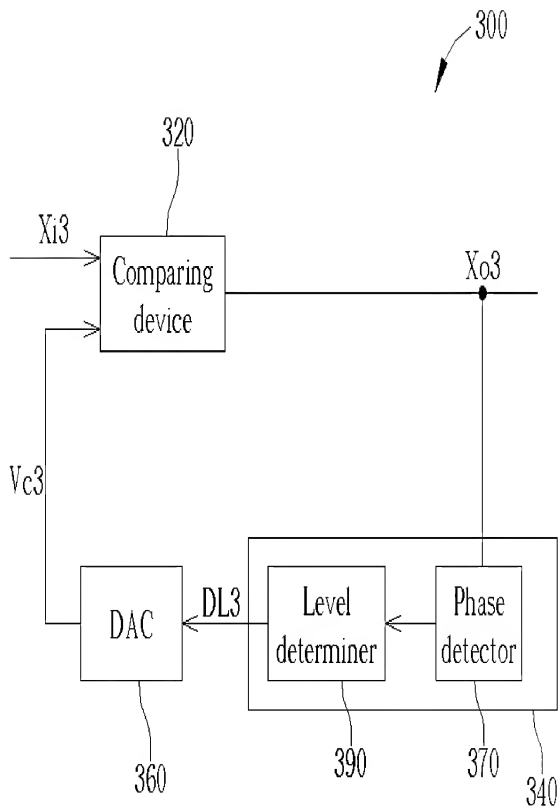 300
320
Xi3
Comparing
device
Xo3
Vc3
DAC
DL3
Level
determiner
Phase
detector
360
390
370
340